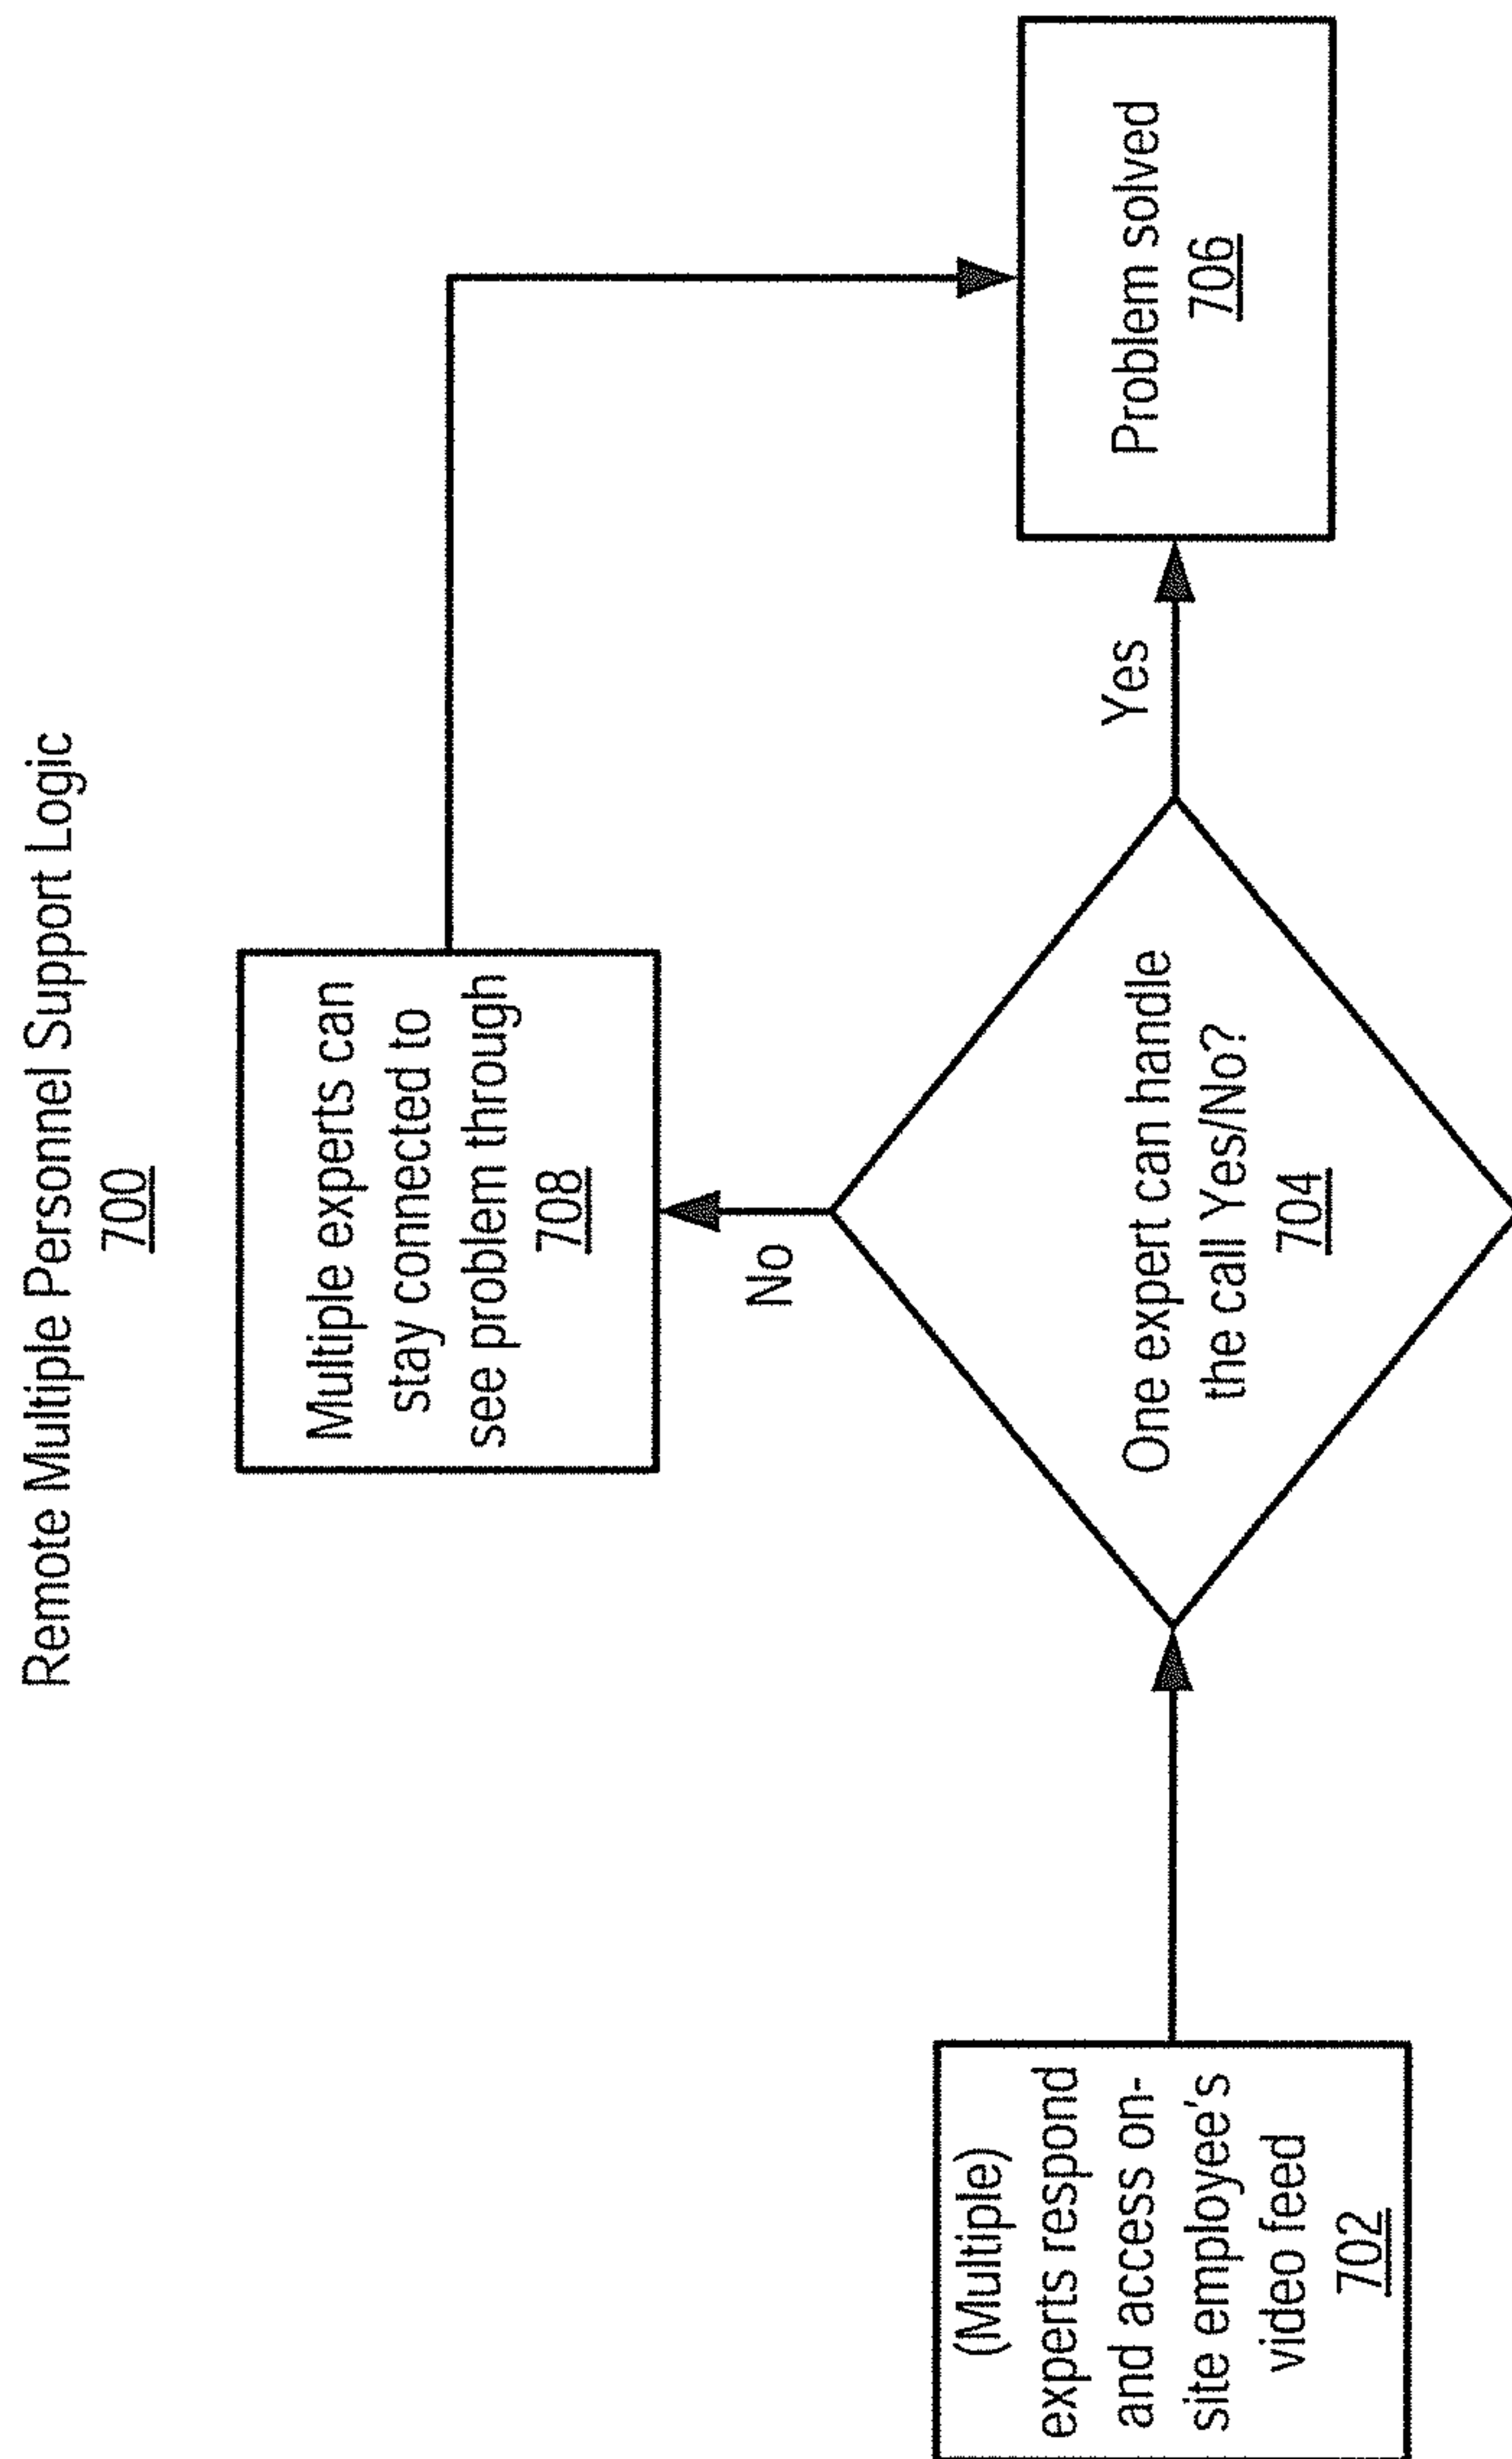 Remote Multiple Personnel Support Logic
700
Multiple experts can
stay connected to
see problem through
708
No
(Multiple)
experts respond
and access on-
site employee's
video feed
702
One expert can handle
the call Yes/No?
704
Yes
Problem solved
706